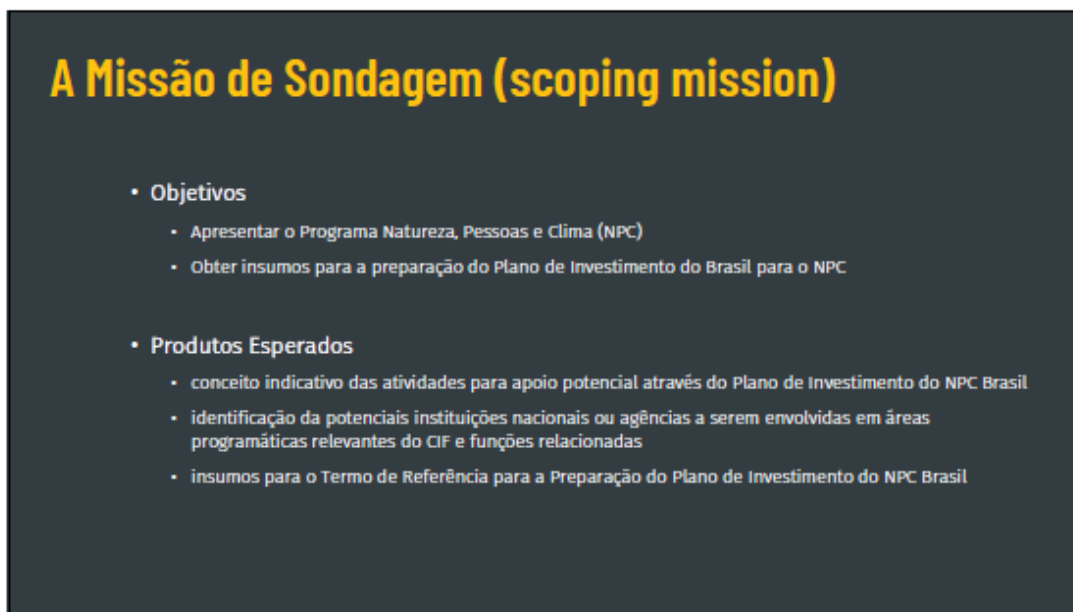 A Missão de Sondagem (scoping mission)
• Objetivos
• Apresentar o Programa Natureza, Pessoas e Clima (NPC)
• Obter insumos para a preparação do Plano de Investimento do Brasil para o NPC
• Produtos Esperados
• conceito indicativo das atividades para apoio potencial através do Plano de Investimento do NPC Brasil
• identificação da potenciais instituições nacionais ou agências a serem envolvidas em áreas
programáticas relevantes do CIF e funções relacionadas
• insumos para o Termo de Referência para a Preparação do Plano de Investimento do NPC Brasil